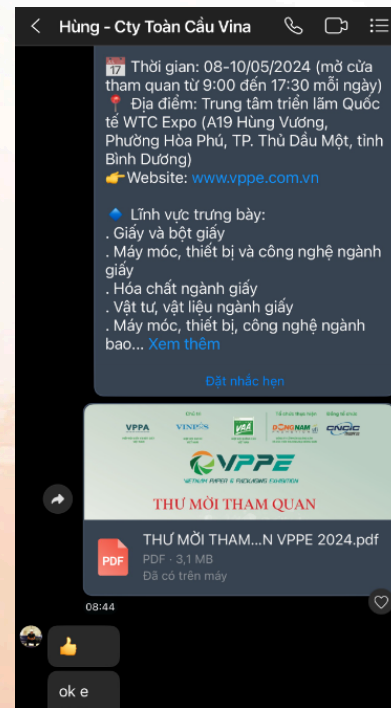 Hùng - Cty Toàn Cầu Vina
Thời gian: 08-10/05/2024 (mở cửa
tham quan từ 9:00 đến 17:30 mỗi ngày)
Địa điểm: Trung tâm triển lãm Quốc
tế WTC Expo (A19 Hùng Vương,
Phường Hòa Phú, TP. Thủ Dầu Một, tỉnh
Bình Dương)
Website: www.vppe.com.vn
Lĩnh vực trưng bày:
. Giấy và bột giấy
. Máy móc, thiết bị và công nghệ ngành
giấy
. Hóa chất ngành giấy
. Vật tư, vật liệu ngành giấy
. Máy móc, thiết bị, công nghệ ngành
bao... Xem thêm
Đặt nhắc hẹn
VPPA VINPAS VAA ĐÔNG NAM CNCIC
VPPE
VIETNAM PAPER & PACKAGING EXHIBITION
THƯ MỜI THAM QUAN
THƯ MỜI THAM...N VPPE 2024.pdf
PDF
PDF - 3,1 MB
Đã có trên máy
08:44
ok e